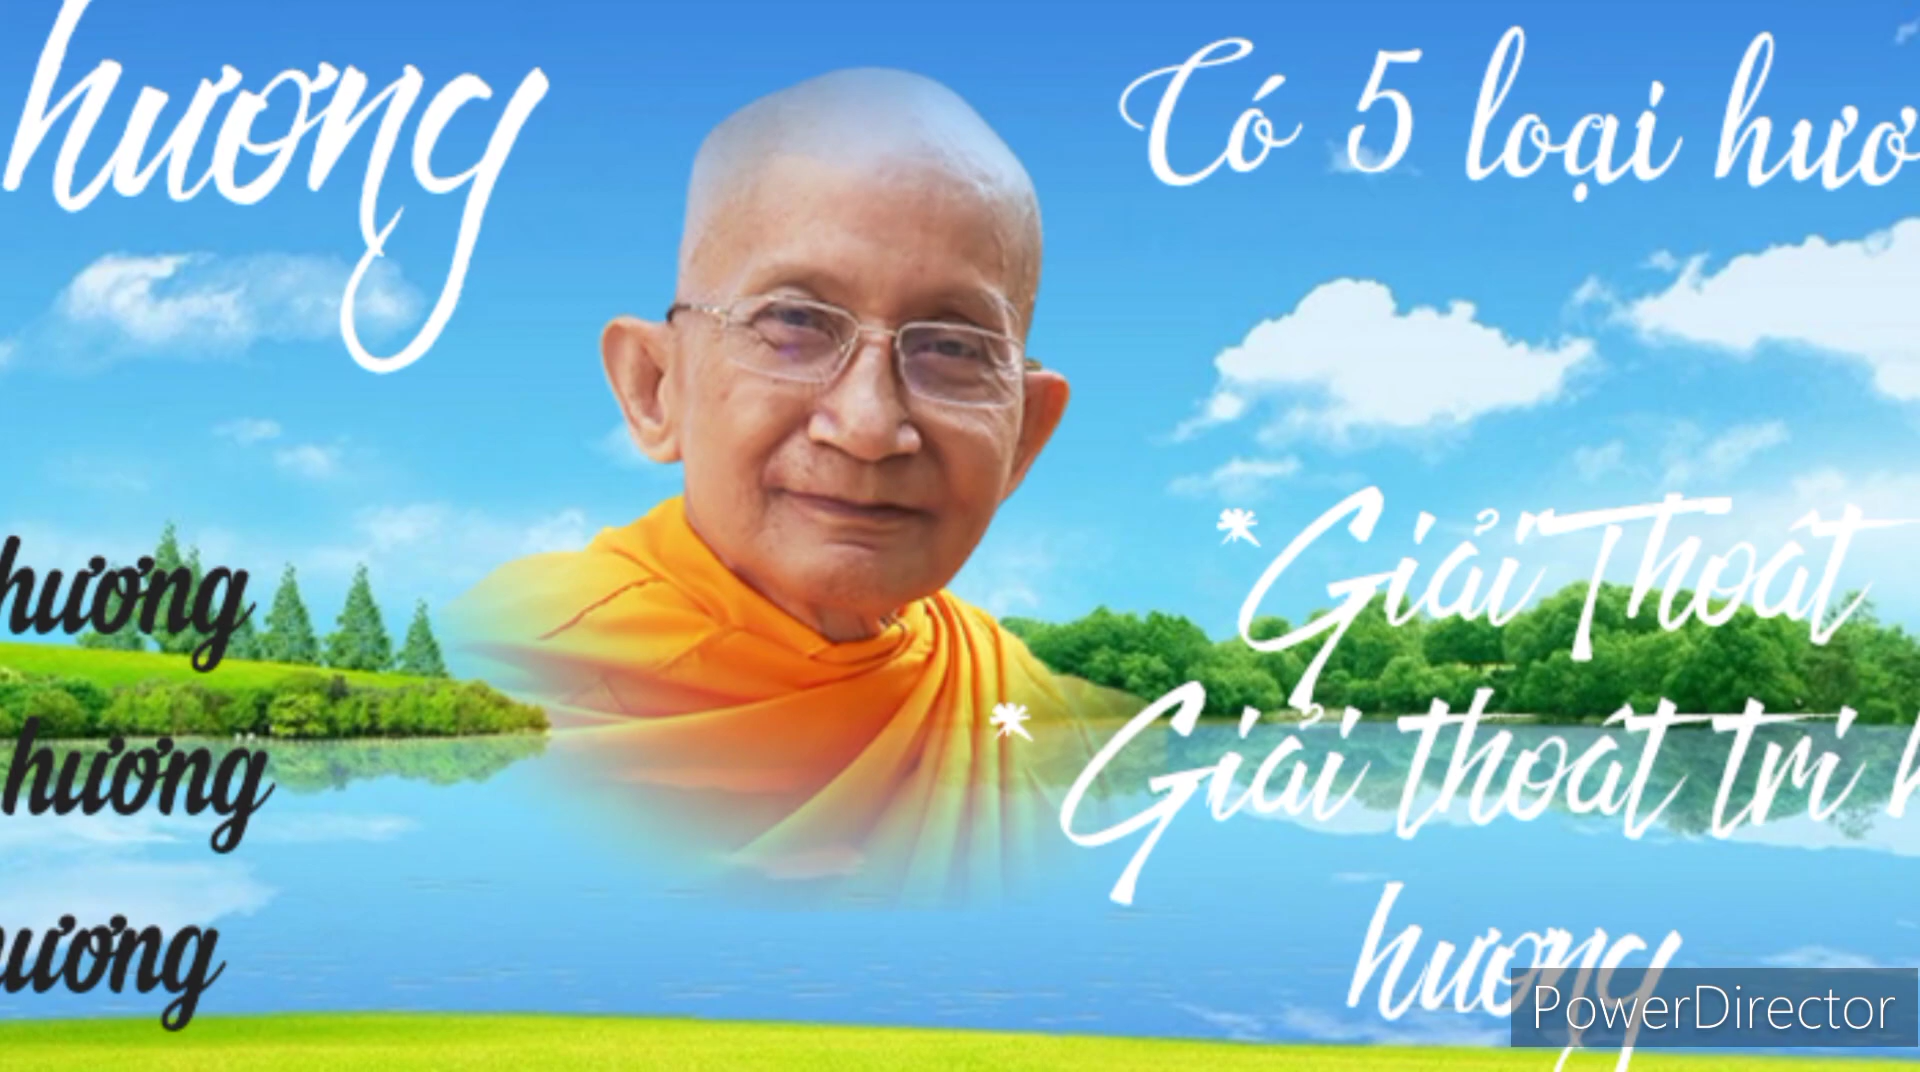 hương
Có 5 loại hươ
hương
hương
ương
*Giải Thoát
*Giải thoát tri h
hương
PowerDirector